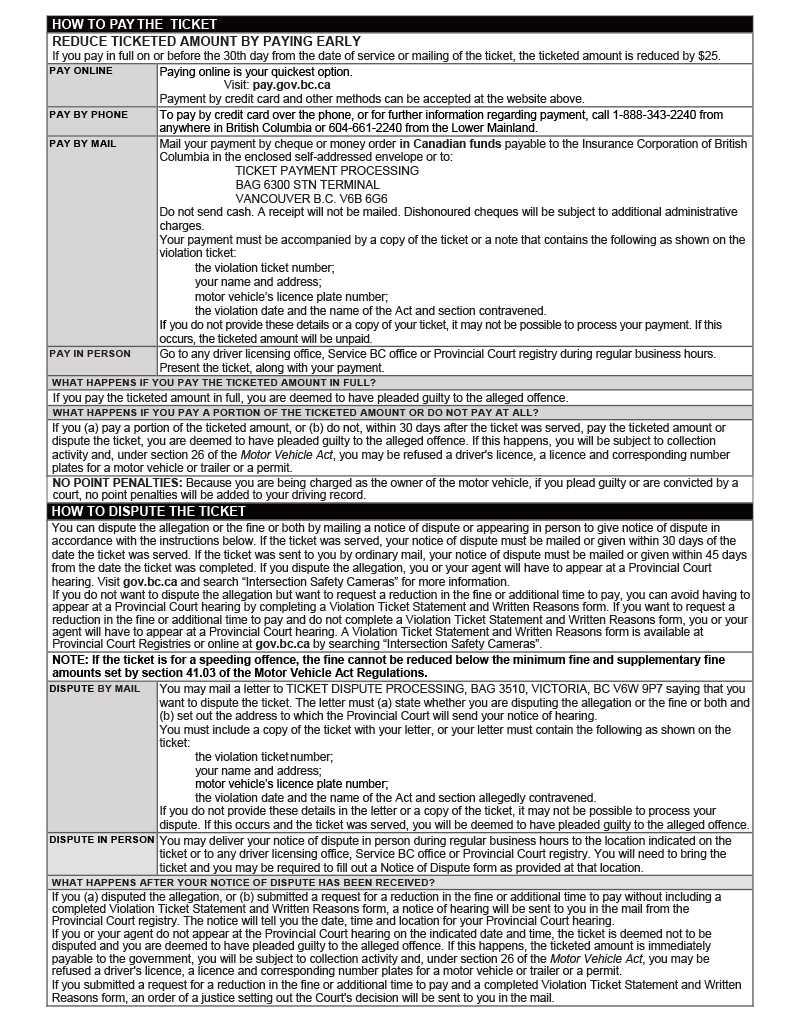 HOW TO PAY THE TICKET
REDUCE TICKETED AMOUNT BY PAYING EARLY
If you pay in full on or before the 30th day from the date of service or mailing of the ticket, the ticketed amount is reduced by $25.
PAY ONLINE
Paying online is your quickest option.
Visit: pay.gov.bc.ca
Payment by credit card and other methods can be accepted at the website above.
PAY BY PHONE
To pay by credit card over the phone, or for further information regarding payment, call 1-888-343-2240 from
anywhere in British Columbia or 604-661-2240 from the Lower Mainland.
PAY BY MAIL
Mail your payment by cheque or money order in Canadian funds payable to the Insurance Corporation of British
Columbia in the enclosed self-addressed envelope or to:
TICKET PAYMENT PROCESSING
BAG 6300 STN TERMINAL
VANCOUVER B.C. V6B 6G6
Do not send cash. A receipt will not be mailed. Dishonoured cheques will be subject to additional administrative
charges.
Your payment must be accompanied by a copy of the ticket or a note that contains the following as shown on the
violation ticket:
the violation ticket number;
your name and address;
motor vehicle's licence plate number;
the violation date and the name of the Act and section contravened.
If you do not provide these details or a copy of your ticket, it may not be possible to process your payment. If this
occurs, the ticketed amount will be unpaid.
PAY IN PERSON
Go to any driver licensing office, Service BC office or Provincial Court registry during regular business hours.
Present the ticket, along with your payment.
WHAT HAPPENS IF YOU PAY THE TICKETED AMOUNT IN FULL?
If you pay the ticketed amount in full, you are deemed to have pleaded guilty to the alleged offence.
WHAT HAPPENS IF YOU PAY A PORTION OF THE TICKETED AMOUNT OR DO NOT PAY AT ALL?
If you (a) pay a portion of the ticketed amount, or (b) do not, within 30 days after the ticket was served, pay the ticketed amount or
dispute the ticket, you are deemed to have pleaded guilty to the alleged offence. If this happens, you will be subject to collection
activity and, under section 26 of the Motor Vehicle Act, you may be refused a driver's licence, a licence and corresponding number
plates for a motor vehicle or trailer or a permit.
NO POINT PENALTIES: Because you are being charged as the owner of the motor vehicle, if you plead guilty or are convicted by a
court, no point penalties will be added to your driving record.
HOW TO DISPUTE THE TICKET
You can dispute the allegation or the fine or both by mailing a notice of dispute or appearing in person to give notice of dispute in
accordance with the instructions below. If the ticket was served, your notice of dispute must be mailed or given within 30 days of the
date the ticket was served. If the ticket was sent to you by ordinary mail, your notice of dispute must be mailed or given within 45 days
from the date the ticket was completed. If you dispute the allegation, you or your agent will have to appear at a Provincial Court
hearing. Visit gov.bc.ca and search “Intersection Safety Cameras” for more information.
If you do not want to dispute the allegation but want to request a reduction in the fine or additional time to pay, you can avoid having to
appear at a Provincial Court hearing by completing a Violation Ticket Statement and Written Reasons form. If you want to request a
reduction in the fine or additional time to pay and do not complete a Violation Ticket Statement and Written Reasons form, you or your
agent will have to appear at a Provincial Court hearing. A Violation Ticket Statement and Written Reasons form is available at
Provincial Court Registries or online at gov.bc.ca by searching “Intersection Safety Cameras”.
NOTE: If the ticket is for a speeding offence, the fine cannot be reduced below the minimum fine and supplementary fine
amounts set by section 41.03 of the Motor Vehicle Act Regulations.
DISPUTE BY MAIL
You may mail a letter to TICKET DISPUTE PROCESSING, BAG 3510, VICTORIA, BC V6W 9P7 saying that you
want to dispute the ticket. The letter must (a) state whether you are disputing the allegation or the fine or both and
(b) set out the address to which the Provincial Court will send your notice of hearing.
You must include a copy of the ticket with your letter, or your letter must contain the following as shown on the
ticket:
the violation ticket number;
your name and address;
motor vehicle's licence plate number;
the violation date and the name of the Act and section allegedly contravened.
If you do not provide these details in the letter or a copy of the ticket, it may not be possible to process your
dispute. If this occurs and the ticket was served, you will be deemed to have pleaded guilty to the alleged offence.
DISPUTE IN PERSON
You may deliver your notice of dispute in person during regular business hours to the location indicated on the
ticket or to any driver licensing office, Service BC office or Provincial Court registry. You will need to bring the
ticket and you may be required to fill out a Notice of Dispute form as provided at that location.
WHAT HAPPENS AFTER YOUR NOTICE OF DISPUTE HAS BEEN RECEIVED?
If you (a) disputed the allegation, or (b) submitted a request for a reduction in the fine or additional time to pay without including a
completed Violation Ticket Statement and Written Reasons form, a notice of hearing will be sent to you in the mail from the
Provincial Court registry. The notice will tell you the date, time and location for your Provincial Court hearing.
If you or your agent do not appear at the Provincial Court hearing on the indicated date and time, the ticket is deemed not to be
disputed and you are deemed to have pleaded guilty to the alleged offence. If this happens, the ticketed amount is immediately
payable to the government, you will be subject to collection activity and, under section 26 of the Motor Vehicle Act, you may be
refused a driver's licence, a licence and corresponding number plates for a motor vehicle or trailer or a permit.
If you submitted a request for a reduction in the fine or additional time to pay and a completed Violation Ticket Statement and Written
Reasons form, an order of a justice setting out the Court's decision will be sent to you in the mail.